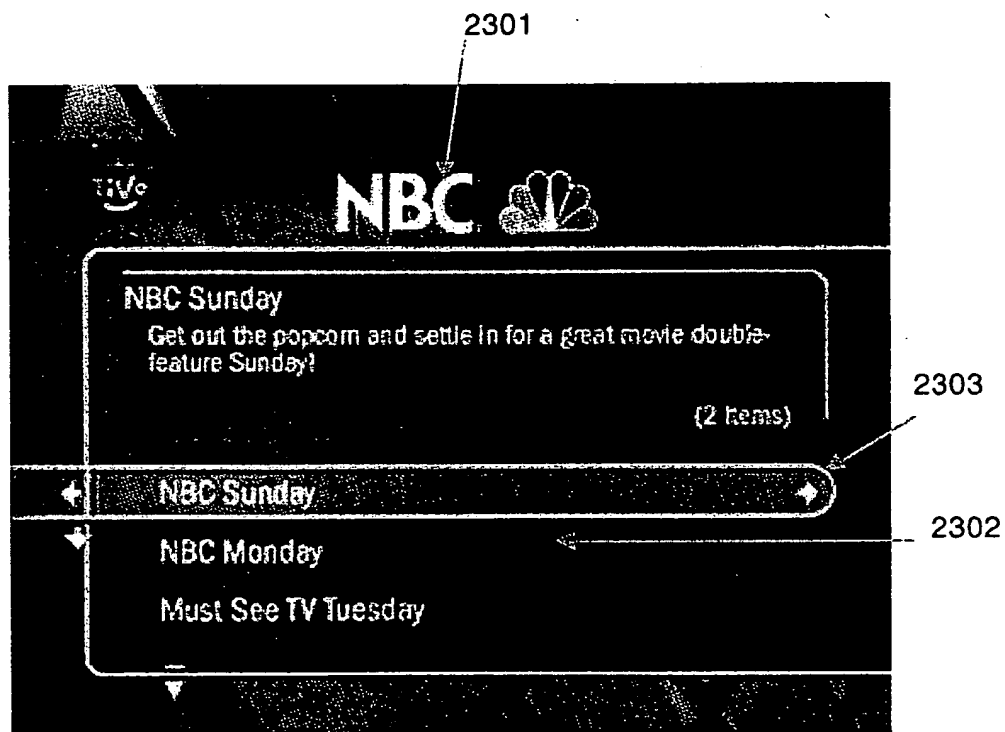 2301
TiVo
NBC
NBC Sunday
Get out the popcorn and settle in for a great movie double-
feature Sunday!
(2 items)
2303
NBC Sunday
2302
NBC Monday
Must See TV Tuesday